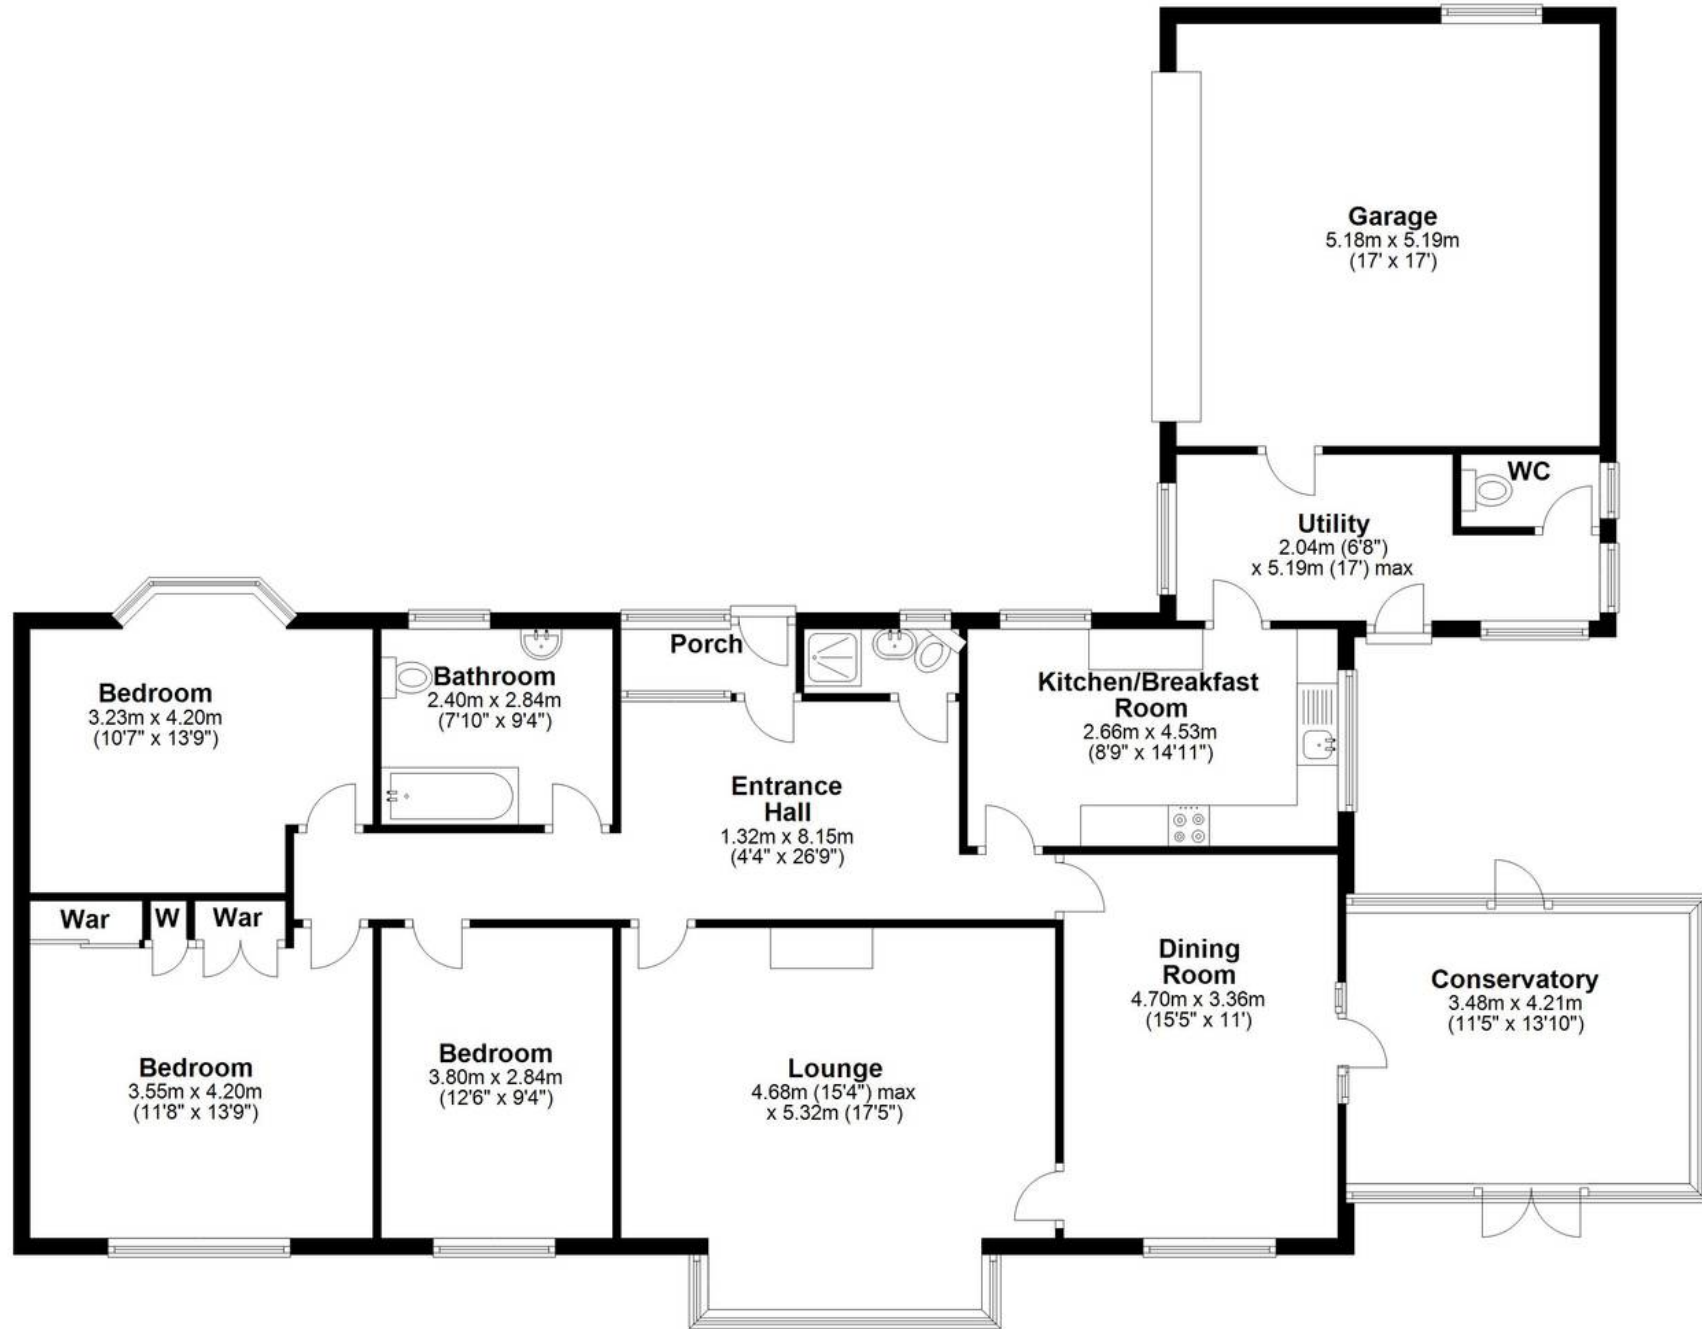 Garage
5.18m x 5.19m
(17' x 17')
WC
Utility
2.04m (6'8")
x 5.19m (17') max
Porch
Bedroom
3.23m x 4.20m
(10'7" x 13'9")
Bathroom
2.40m x 2.84m
(7'10" x 9'4")
Kitchen/Breakfast
Room
2.66m x 4.53m
(8'9" x 14'11")
Entrance
Hall
1.32m x 8.15m
(4'4" x 26'9")
War
W
War
Dining
Room
4.70m x 3.36m
(15'5" x 11')
Conservatory
3.48m x 4.21m
(11'5" x 13'10")
Bedroom
3.55m x 4.20m
(11'8" x 13'9")
Bedroom
3.80m x 2.84m
(12'6" x 9'4")
Lounge
4.68m (15'4") max
x 5.32m (17'5")